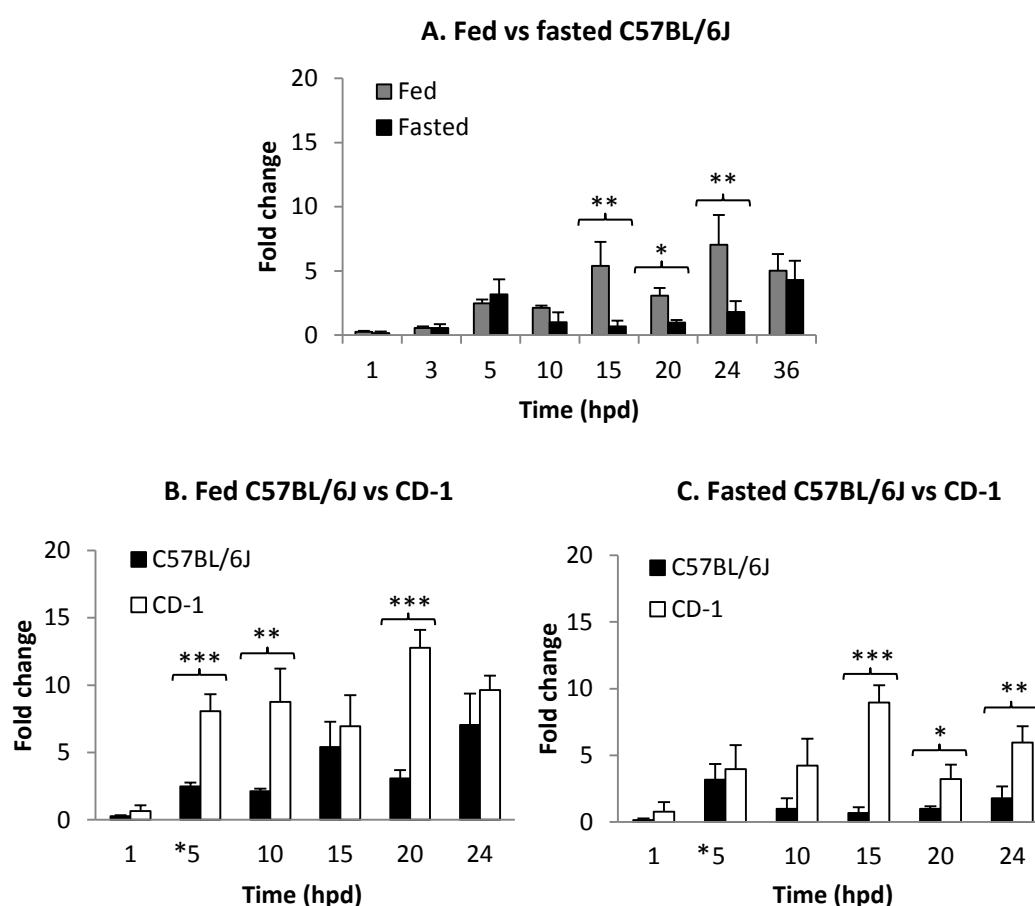 A. Fed vs fasted C57BL/6J
20
15
10
5
0
Fold change
Fed
Fasted
**
*
**
1 3 5 10 15 20 24 36
Time (hpd)
B. Fed C57BL/6J vs CD-1
20
15
10
5
0
Fold change
C57BL/6J
CD-1
***
**
***
1 *5 10 15 20 24
Time (hpd)
C. Fasted C57BL/6J vs CD-1
20
15
10
5
0
Fold change
C57BL/6J
CD-1
***
*
**
1 *5 10 15 20 24
Time (hpd)